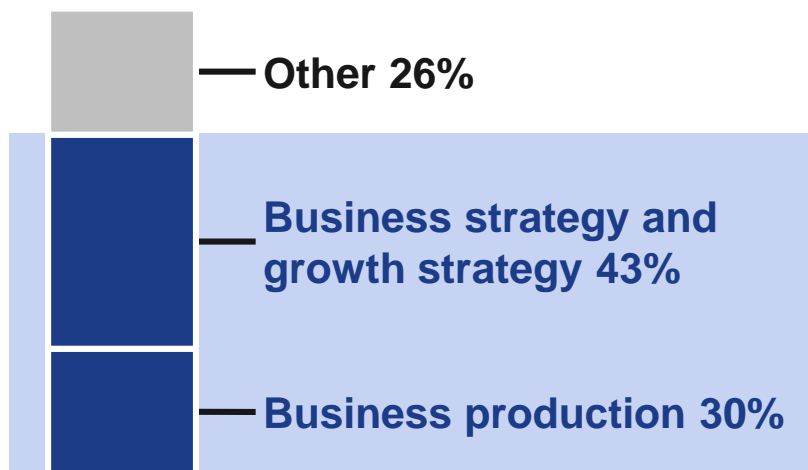 Other 26%
Business strategy and
growth strategy 43%
Business production 30%